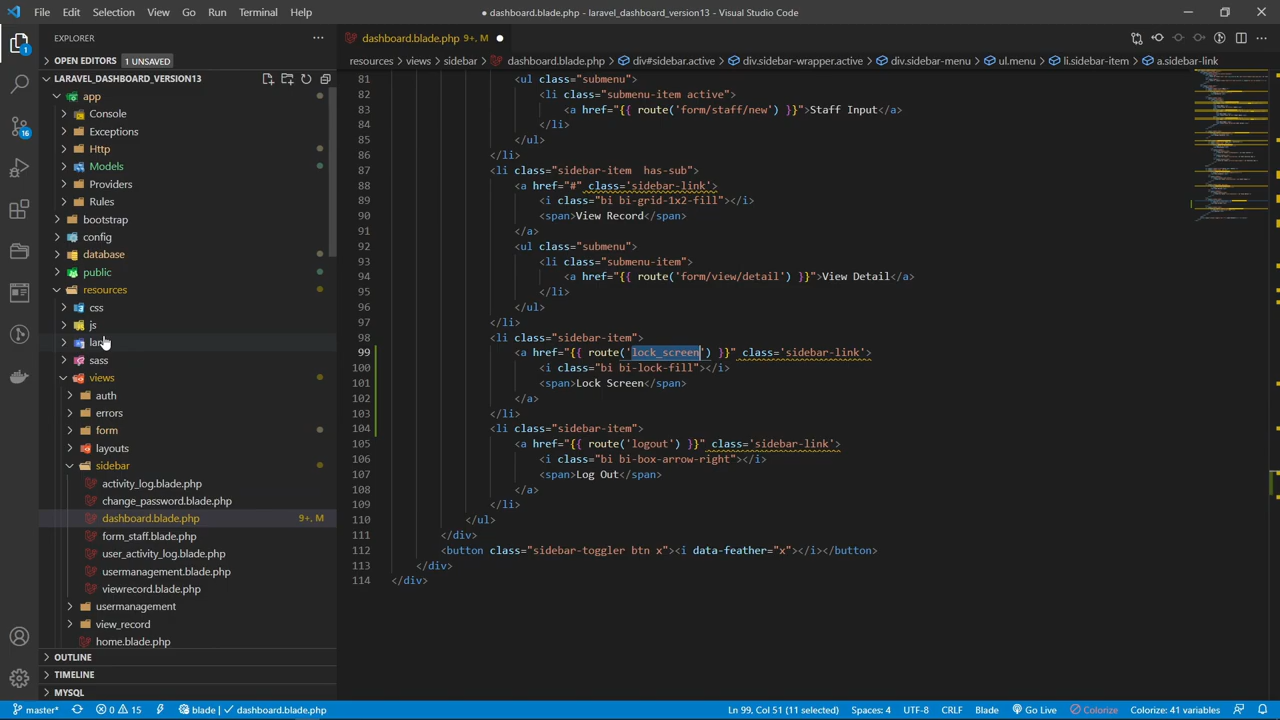 File Edit Selection View Go Run Terminal Help
● dashboard.blade.php - laravel_dashboard_version13 - Visual Studio Code
EXPLORER
OPEN EDITORS 1 UNSAVED
LARAVEL_DASHBOARD_VERSION13
app
Console
Exceptions
Http
Models
Providers
Rules
bootstrap
config
database
public
resources
css
js
lang
sass
views
auth
errors
form
layouts
sidebar
activity_log.blade.php
change_password.blade.php
dashboard.blade.php 9+, M
form_staff.blade.php
user_activity_log.blade.php
usermanagement.blade.php
viewrecord.blade.php
usermanagement
view_record
home.blade.php
OUTLINE
TIMELINE
MYSQL
1
16
dashboard.blade.php 9+, M ●
resources > views > sidebar > dashboard.blade.php > div#sidebar.active > div.sidebar-wrapper.active > div.sidebar-menu > ul.menu > li.sidebar-item > a.sidebar-link
81 <ul class="submenu">
82 <li class="submenu-item active">
83 <a href="{{ route('form/staff/new') }}">Staff Input</a>
84 </li>
85 </ul>
86 </li>
87 <li class="sidebar-item  has-sub">
88 <a href="#" class='sidebar-link'>
89 <i class="bi bi-grid-1x2-fill"></i>
90 <span>View Record</span>
91 </a>
92 <ul class="submenu">
93 <li class="submenu-item">
94 <a href="{{ route('form/view/detail') }}">View Detail</a>
95 </li>
96 </ul>
97 </li>
98 <li class="sidebar-item">
99 <a href="{{ route('lock_screen') }}" class='sidebar-link'>
100 <i class="bi bi-lock-fill"></i>
101 <span>Lock Screen</span>
102 </a>
103 </li>
104 <li class="sidebar-item">
105 <a href="{{ route('logout') }}" class='sidebar-link'>
106 <i class="bi bi-box-arrow-right"></i>
107 <span>Log Out</span>
108 </a>
109 </li>
110 </ul>
111 </div>
112 <button class="sidebar-toggler btn x"><i data-feather="x"></i></button>
113 </div>
114 </div>
master* 0 15 blade | ✓ dashboard.blade.php Ln 99, Col 51 (11 selected) Spaces: 4 UTF-8 CRLF Blade Go Live Colorize Colorize: 41 variables